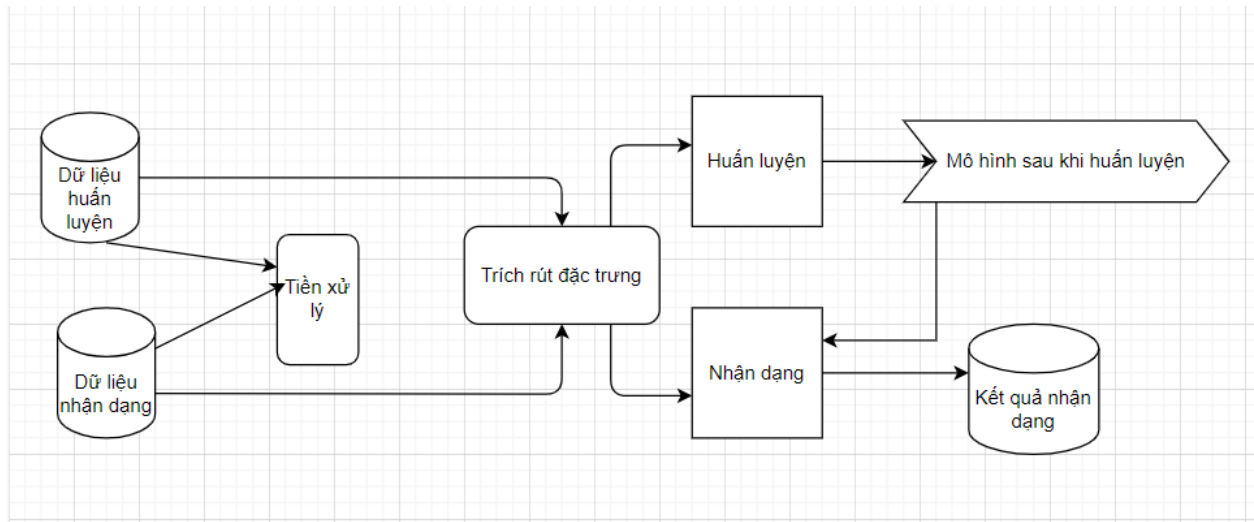 Dữ liệu
huấn
luyện
Tiền xử
lý
Dữ liệu
nhận dạng
Trích rút đặc trưng
Huấn luyện
Mô hình sau khi huấn luyện
Nhận dạng
Kết quả nhận
dạng